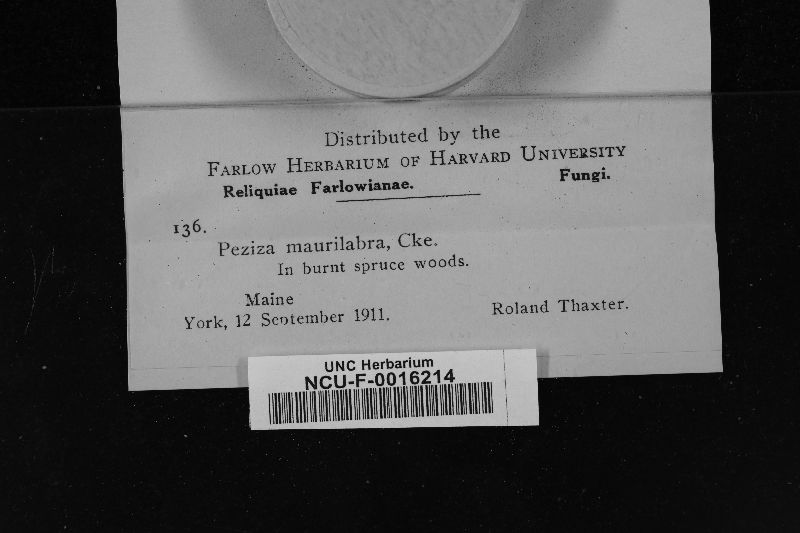 Distributed by the
FARLOW HERBARIUM OF HARVARD UNIVERSITY
Reliquiae Farlowianae. Fungi.
136.
Peziza maurilabra, Cke.
In burnt spruce woods.
Maine
York, 12 September 1911. Roland Thaxter.
UNC Herbarium
NCU-F-0016214